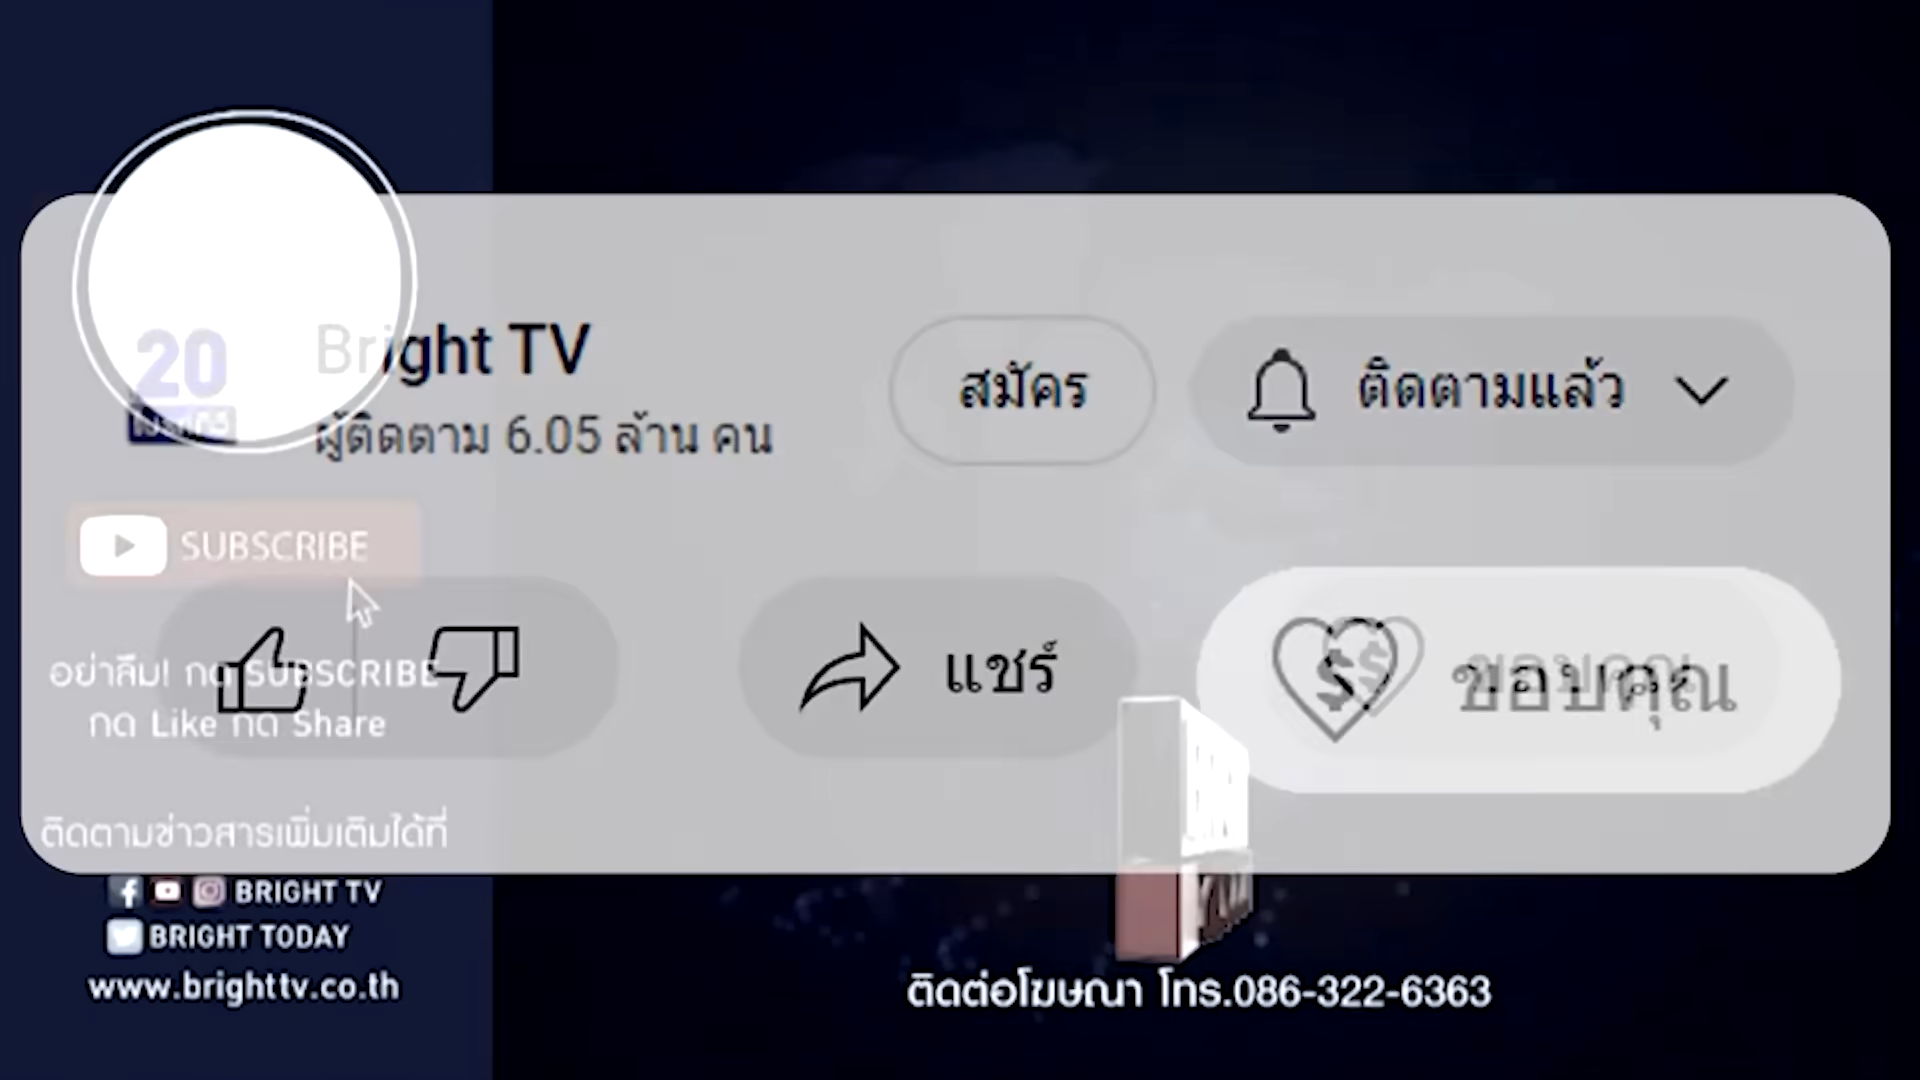 20
Bright TV
ผู้ติดตาม 6.05 ล้าน คน
สมัคร
ติดตามแล้ว
SUBSCRIBE
อย่าลืม! กด SUBSCRIBE
กด Like กด Share
แชร์
ขอบคุณ
ติดตามข่าวสารเพิ่มเติมได้ที่
BRIGHT TV
BRIGHT TODAY
www.brighttv.co.th
ติดต่อโฆษณา โทร.086-322-6363